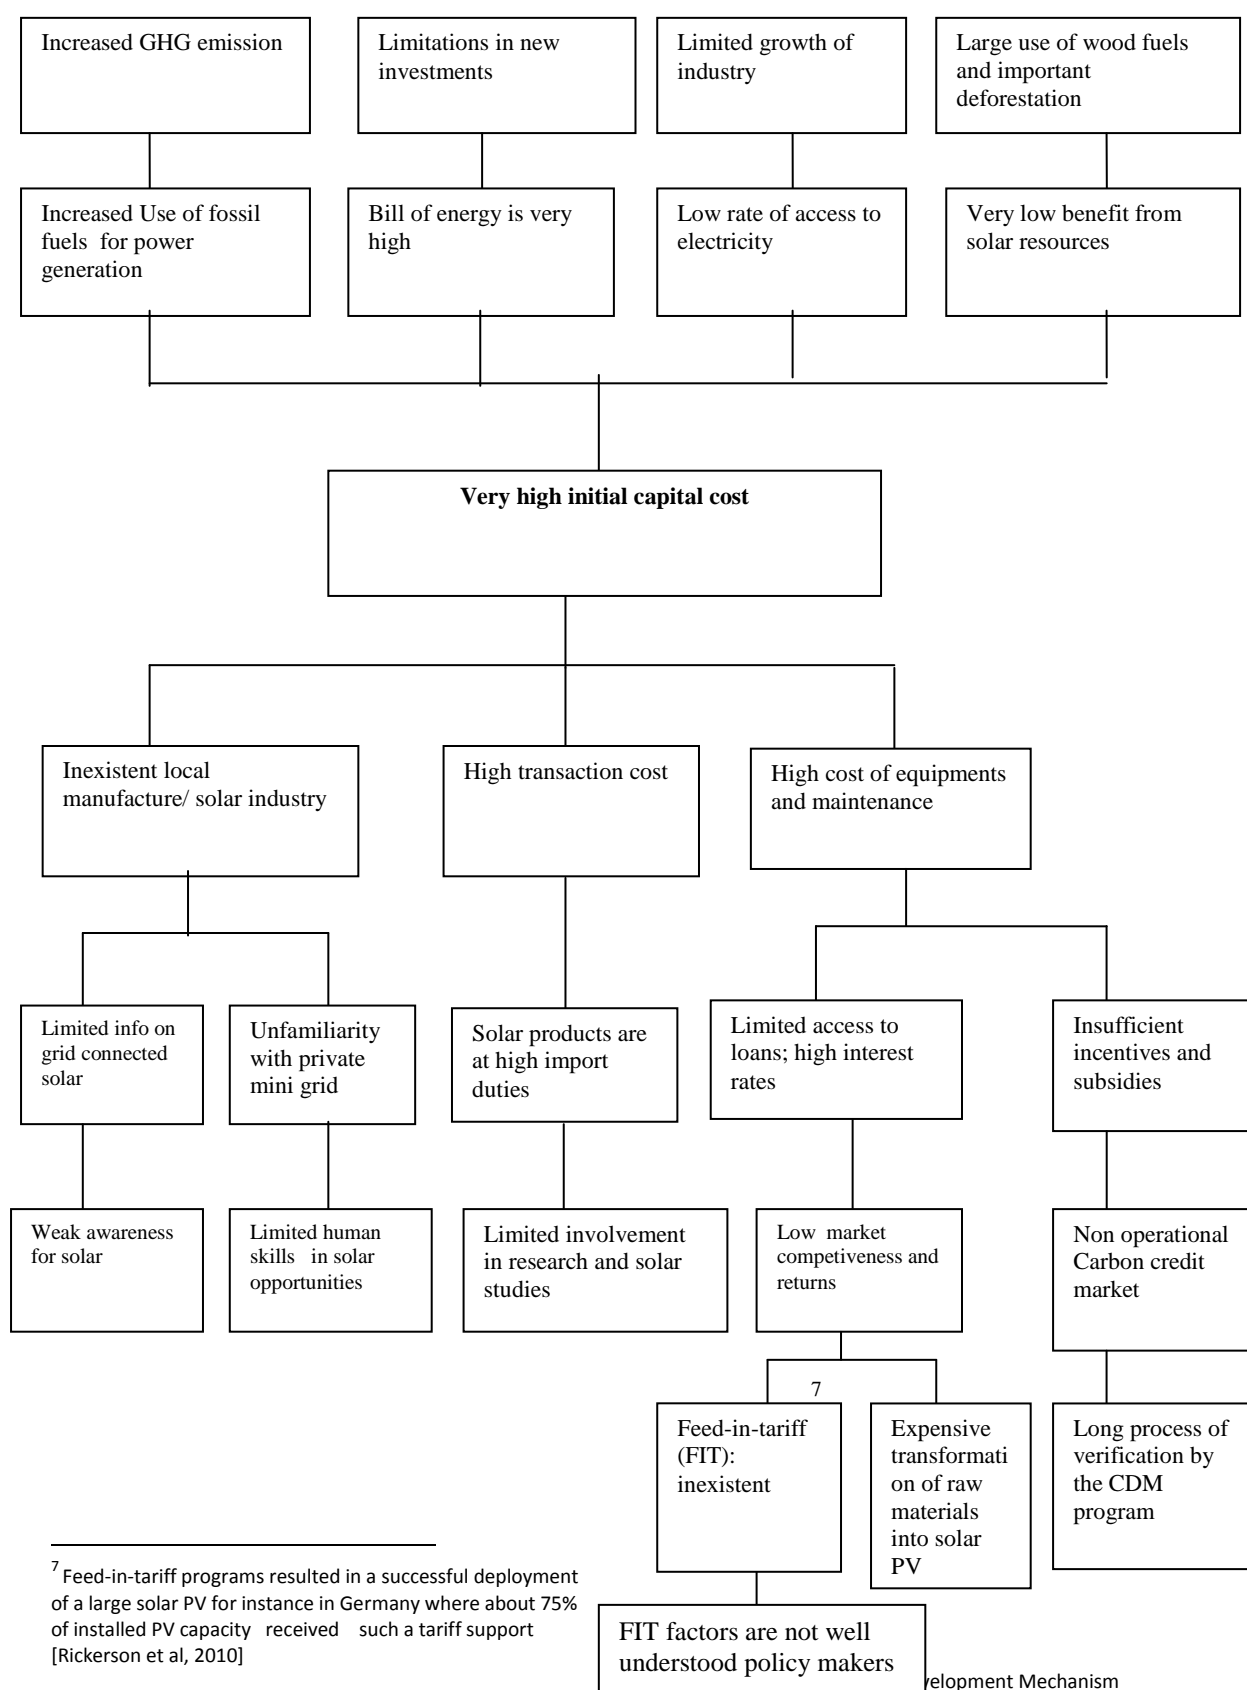 Increased GHG emission
Limitations in new
investments
Limited growth of
industry
Large use of wood fuels
and important
deforestation
Increased Use of fossil
fuels for power
generation
Bill of energy is very
high
Low rate of access to
electricity
Very low benefit from
solar resources
Very high initial capital cost
Inexistent local
manufacture/ solar industry
High transaction cost
High cost of equipments
and maintenance
Limited info on
grid connected
solar
Unfamiliarity
with private
mini grid
Solar products are
at high import
duties
Limited access to
loans; high interest
rates
Insufficient
incentives and
subsidies
Weak awareness
for solar
Limited human
skills in solar
opportunities
Limited involvement
in research and solar
studies
Low market
competiveness and
returns
Non operational
Carbon credit
market
7
Feed-in-tariff
(FIT):
inexistent
Expensive
transformati
on of raw
materials
into solar
PV
Long process of
verification by
the CDM
program
7 Feed-in-tariff programs resulted in a successful deployment
of a large solar PV for instance in Germany where about 75%
of installed PV capacity received such a tariff support
[Rickerson et al, 2010]
FIT factors are not well
understood policy makers
velopment Mechanism